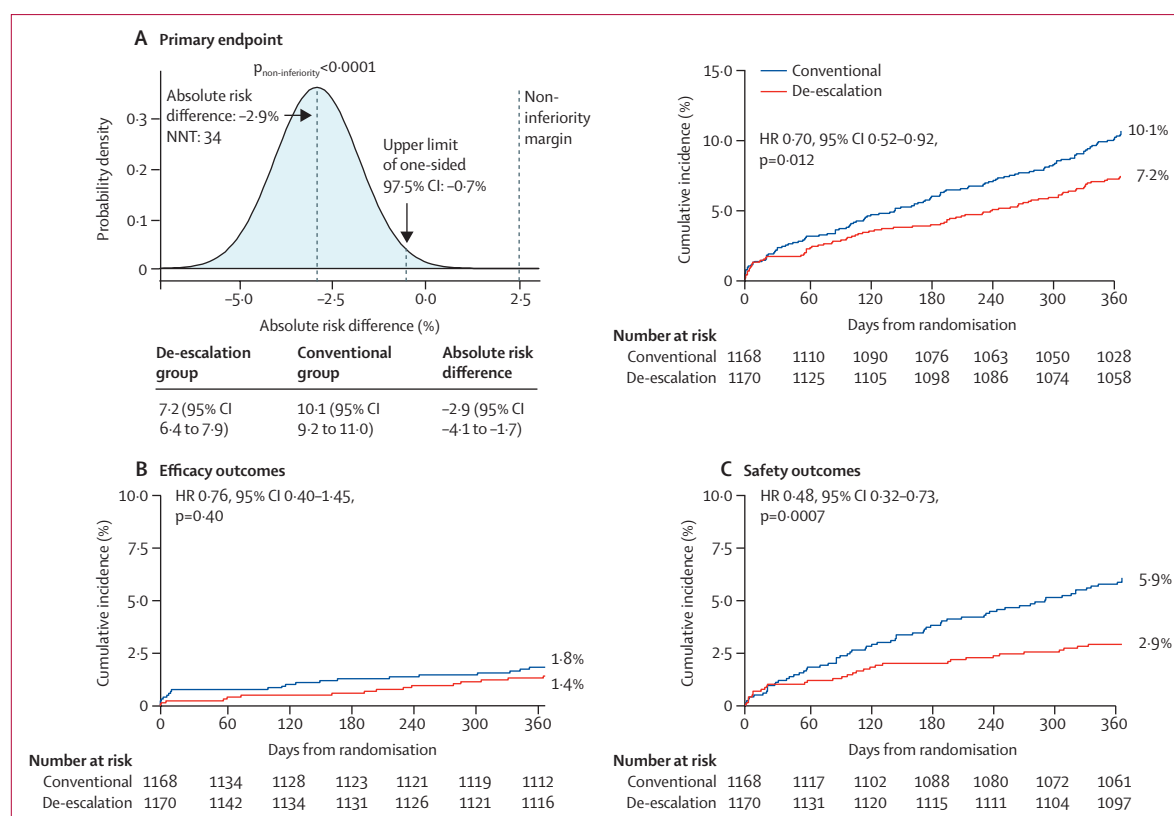 A Primary endpoint
p non-inferiority<0·0001
Absolute risk
difference: –2·9%
NNT: 34
Upper limit
of one-sided
97·5% CI: –0·7%
Non-
inferiority
margin
Probability density
0·3
0·2
0·1
0
–5·0 –2·5 0·0 2·5
Absolute risk difference (%)
De-escalation group Conventional group Absolute risk difference
7·2 (95% CI 6·4 to 7·9) 10·1 (95% CI 9·2 to 11·0) –2·9 (95% CI –4·1 to –1·7)
Conventional
De-escalation
HR 0·70, 95% CI 0·52–0·92,
p=0·012
10·1%
7·2%
Cumulative incidence (%)
15·0
10·0
5·0
0
0 60 120 180 240 300 360
Days from randomisation
Number at risk
Conventional 1168 1110 1090 1076 1063 1050 1028
De-escalation 1170 1125 1105 1098 1086 1074 1058
B Efficacy outcomes
HR 0·76, 95% CI 0·40–1·45,
p=0·40
Cumulative incidence (%)
10·0
7·5
5·0
2·5
0
1·8%
1·4%
0 60 120 180 240 300 360
Days from randomisation
Number at risk
Conventional 1168 1134 1128 1123 1121 1119 1112
De-escalation 1170 1142 1134 1131 1126 1121 1116
C Safety outcomes
HR 0·48, 95% CI 0·32–0·73,
p=0·0007
Cumulative incidence (%)
10·0
7·5
5·0
2·5
0
5·9%
2·9%
0 60 120 180 240 300 360
Days from randomisation
Number at risk
Conventional 1168 1117 1102 1088 1080 1072 1061
De-escalation 1170 1131 1120 1115 1111 1104 1097